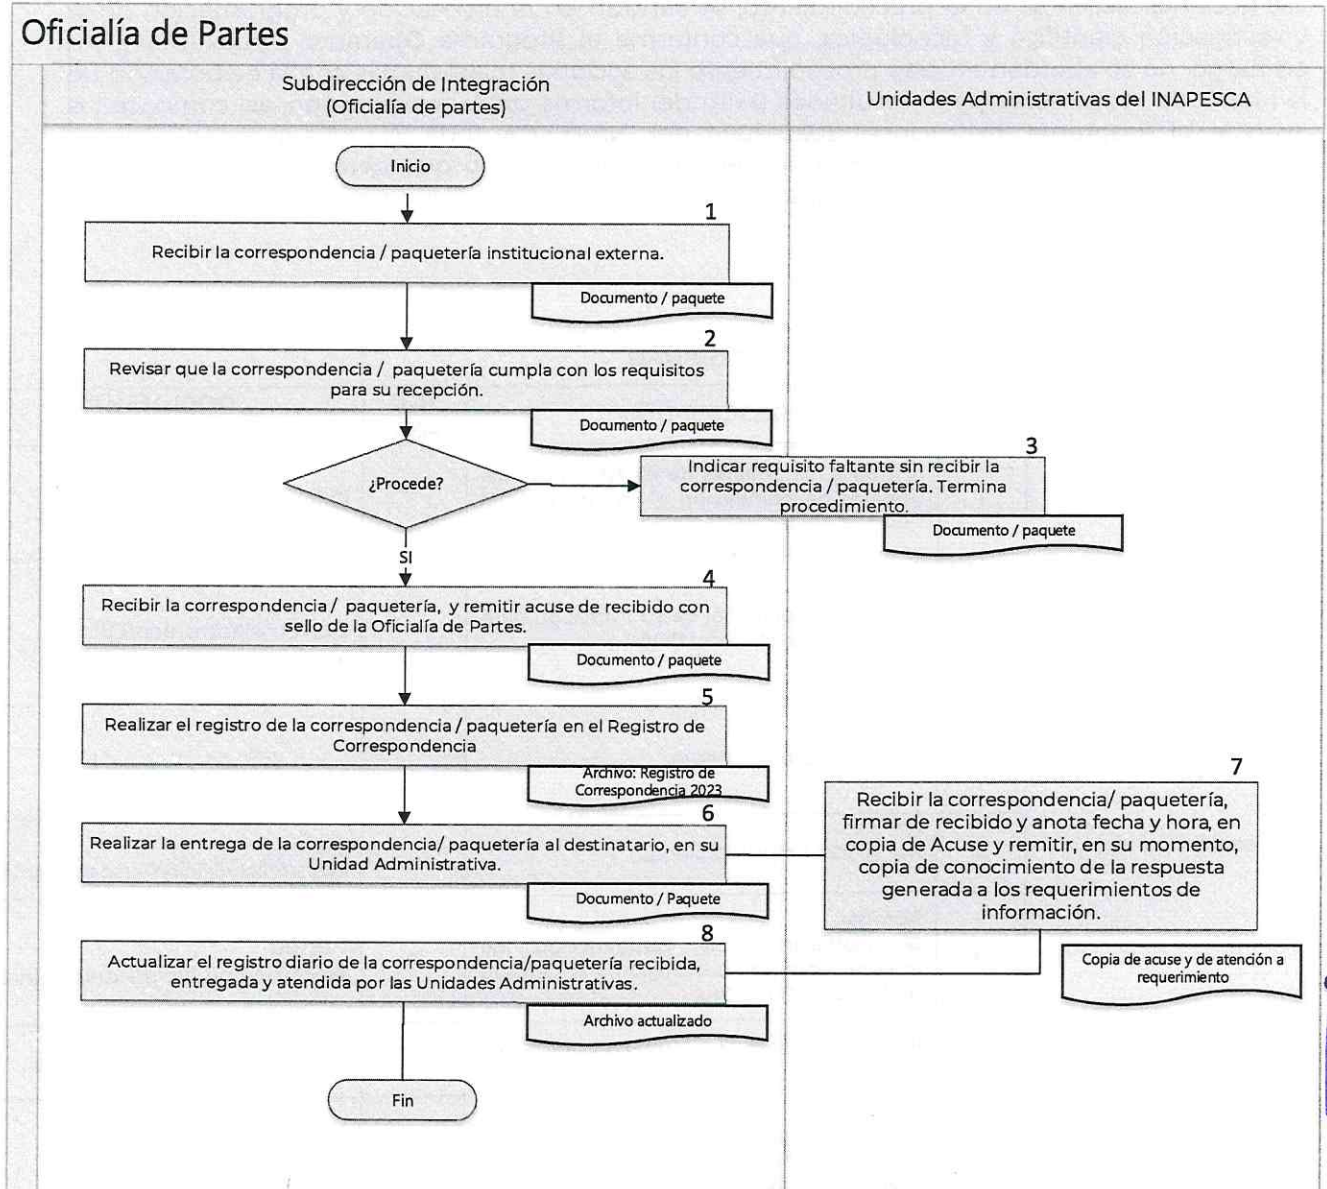 Oficialía de Partes
Subdirección de Integración
(Oficialía de partes)
Unidades Administrativas del INAPESCA
Inicio
1
Recibir la correspondencia / paquetería institucional externa.
Documento / paquete
2
Revisar que la correspondencia / paquetería cumpla con los requisitos
para su recepción.
Documento / paquete
¿Procede?
3
Indicar requisito faltante sin recibir la
correspondencia / paquetería. Termina
procedimiento.
Documento / paquete
SI
4
Recibir la correspondencia / paquetería, y remitir acuse de recibido con
sello de la Oficialía de Partes.
Documento / paquete
5
Realizar el registro de la correspondencia / paquetería en el Registro de
Correspondencia
Archivo: Registro de
Correspondencia 2023
6
Realizar la entrega de la correspondencia/ paquetería al destinatario, en su
Unidad Administrativa.
Documento / Paquete
7
Recibir la correspondencia/ paquetería,
firmar de recibido y anota fecha y hora, en
copia de Acuse y remitir, en su momento,
copia de conocimiento de la respuesta
generada a los requerimientos de
información.
Copia de acuse y de atención a
requerimiento
8
Actualizar el registro diario de la correspondencia/paquetería recibida,
entregada y atendida por las Unidades Administrativas.
Archivo actualizado
Fin